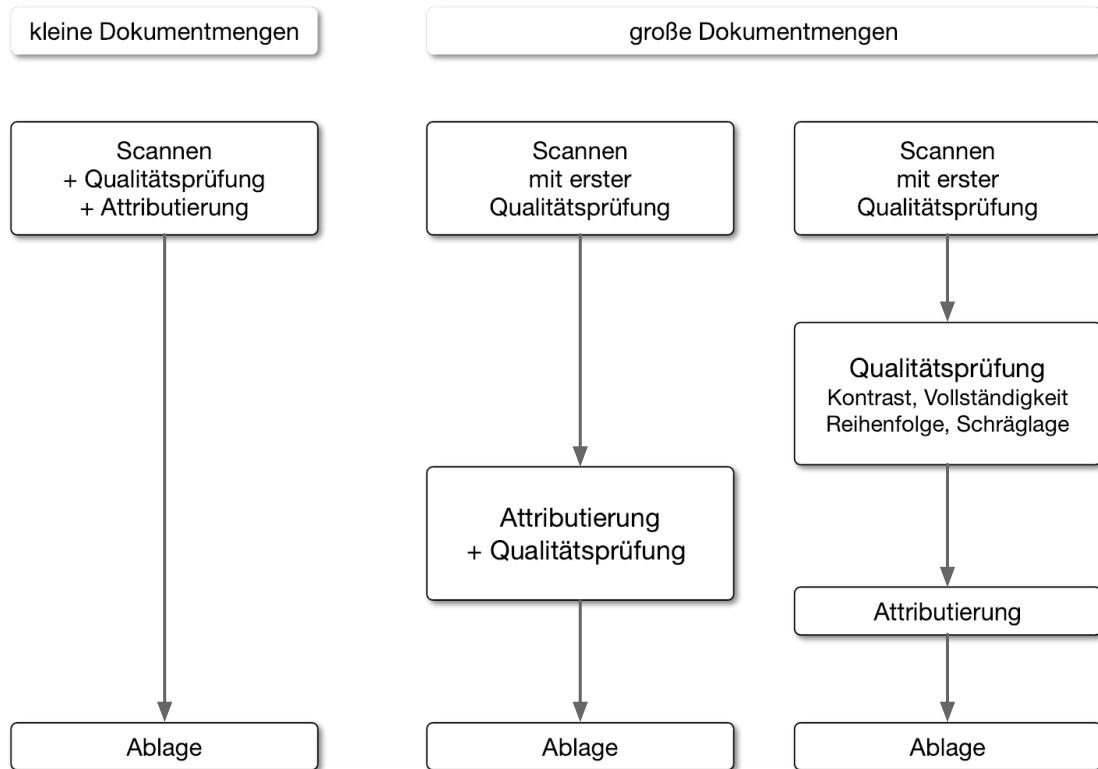 kleine Dokumentmengen
große Dokumentmengen
Scannen
+ Qualitätsprüfung
+ Attributierung
Ablage
Scannen
mit erster
Qualitätsprüfung
Attributierung
+ Qualitätsprüfung
Ablage
Scannen
mit erster
Qualitätsprüfung
Qualitätsprüfung
Kontrast, Vollständigkeit
Reihenfolge, Schräglage
Attributierung
Ablage